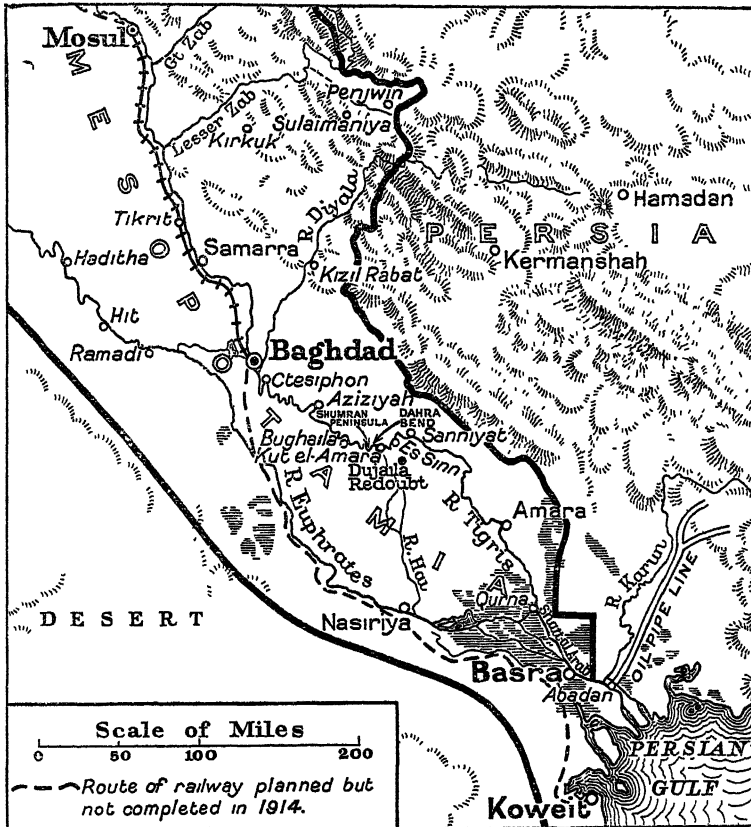 Mosul
Gt Zab
MESOPOTAMIA
Lesser Zab
Penjwin
Sulaimaniya
Kirkuk
R. Diyala
Hamadan
PERSIA
Tikrit
Samarra
Haditha
Kizil Rabat
Kermanshah
Hit
Ramadi
Baghdad
Ctesiphon
Aziziyah
SHUMRAN
PENINSULA
DAHRA
BEND
Bughaila
Sanniyat
Kut el-Amara
Es Sinn
Dujaila
Redoubt
R. Euphrates
R. Tigris
Amara
R. Hai
R. Karun
OIL PIPE LINE
Qurna
Shatt el Arab
DESERT
Nasiriya
Basra
Abadan
PERSIAN
GULF
Koweit
Scale of Miles
0 50 100 200
Route of railway planned but
not completed in 1914.